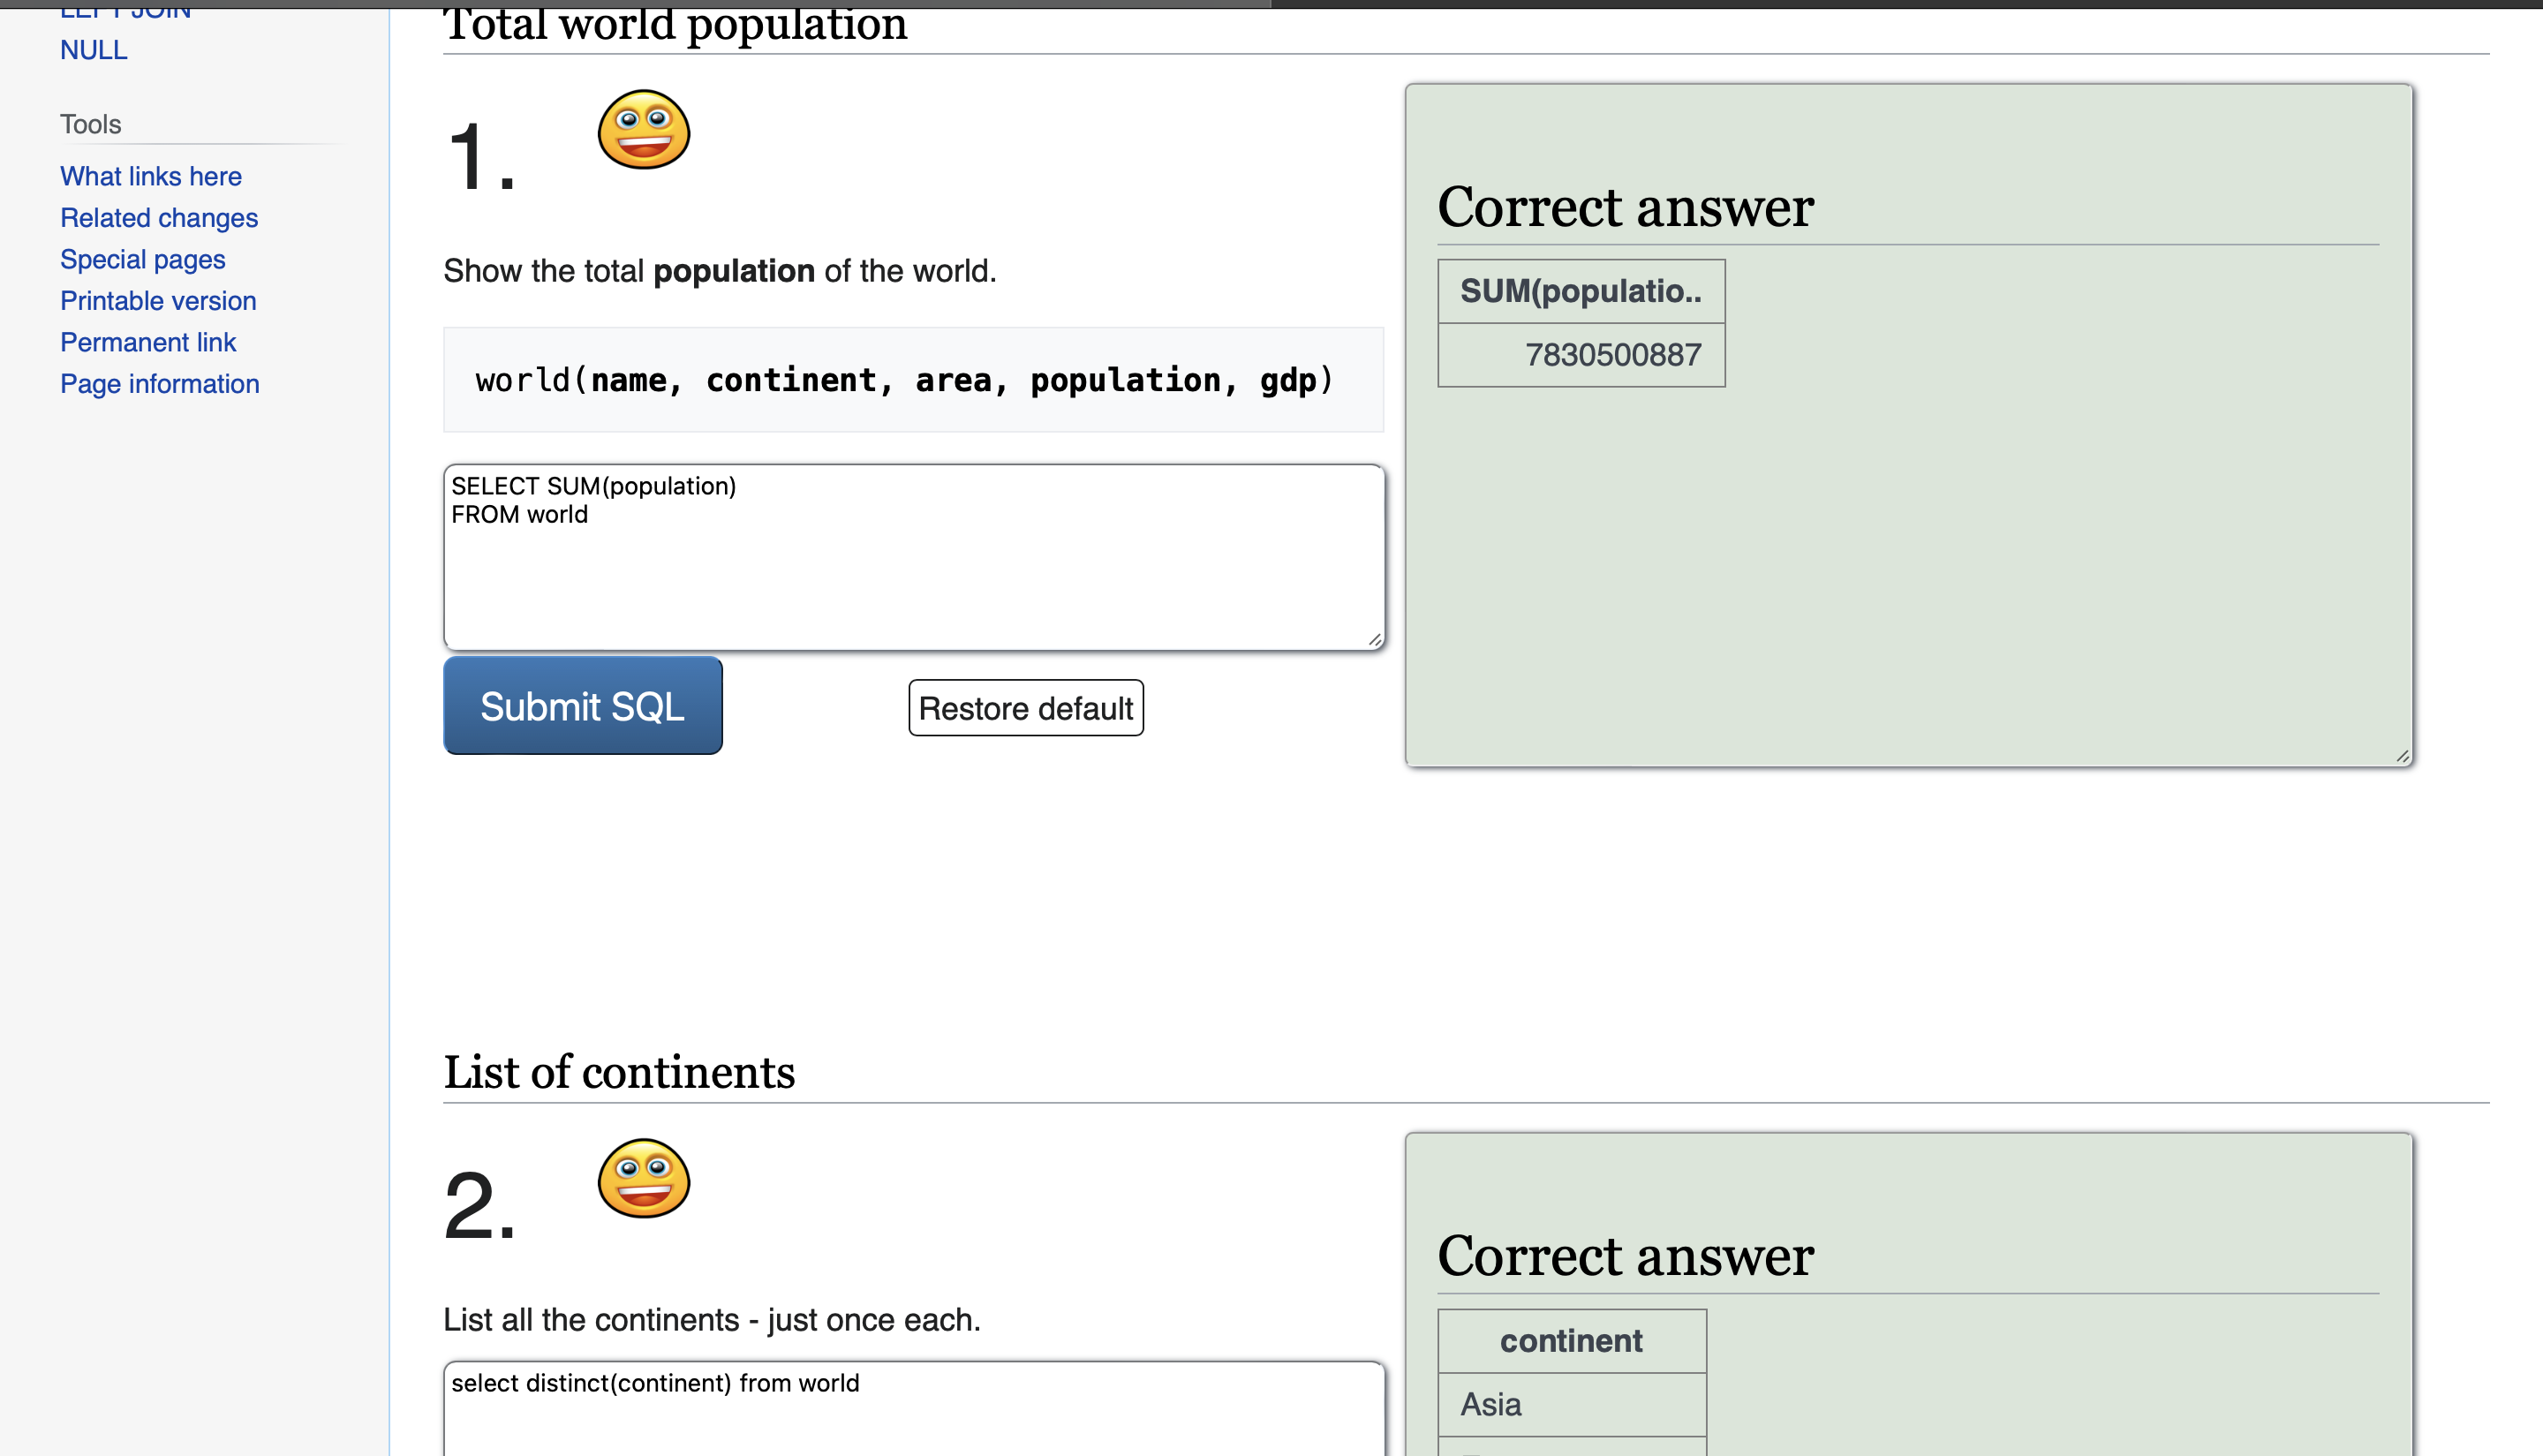 LEFT JOIN
NULL
Tools
What links here
Related changes
Special pages
Printable version
Permanent link
Page information
Total world population
1.
Show the total population of the world.
world(name, continent, area, population, gdp)
SELECT SUM(population)
FROM world
Submit SQL
Restore default
Correct answer
SUM(populatio..
7830500887
List of continents
2.
List all the continents - just once each.
select distinct(continent) from world
Correct answer
continent
Asia